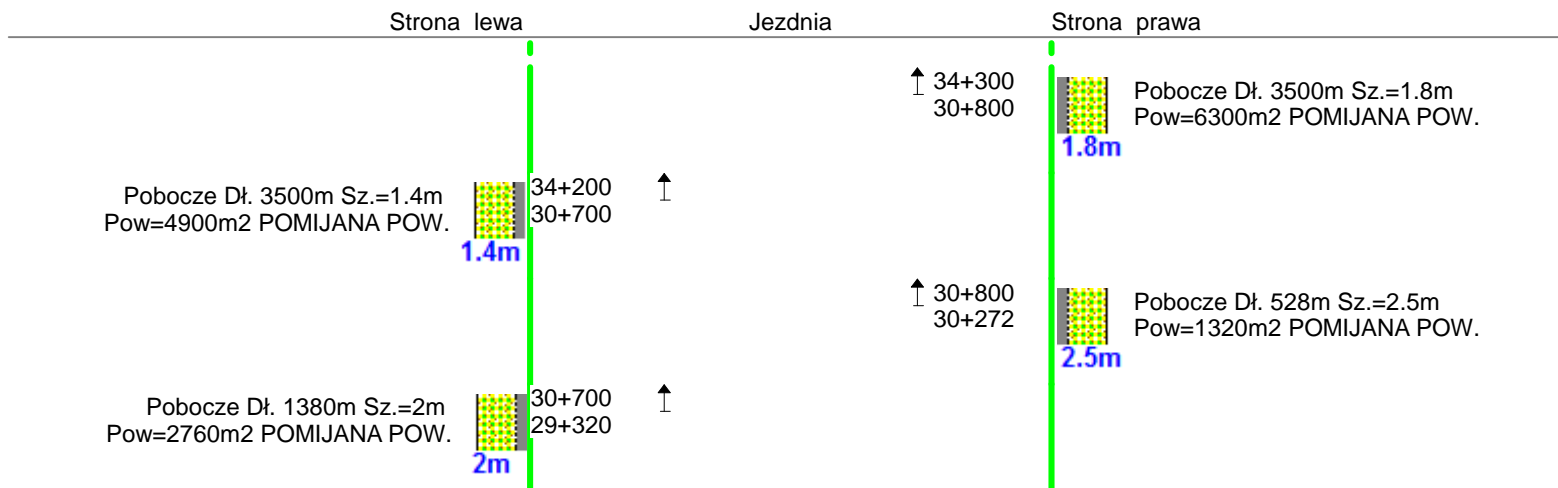 Strona lewa
Jezdnia
Strona prawa
34+300
30+800
1.8m
Pobocze Dł. 3500m Sz.=1.8m
Pow=6300m2 POMIJANA POW.
Pobocze Dł. 3500m Sz.=1.4m
Pow=4900m2 POMIJANA POW.
1.4m
34+200
30+700
30+800
30+272
2.5m
Pobocze Dł. 528m Sz.=2.5m
Pow=1320m2 POMIJANA POW.
Pobocze Dł. 1380m Sz.=2m
Pow=2760m2 POMIJANA POW.
2m
30+700
29+320